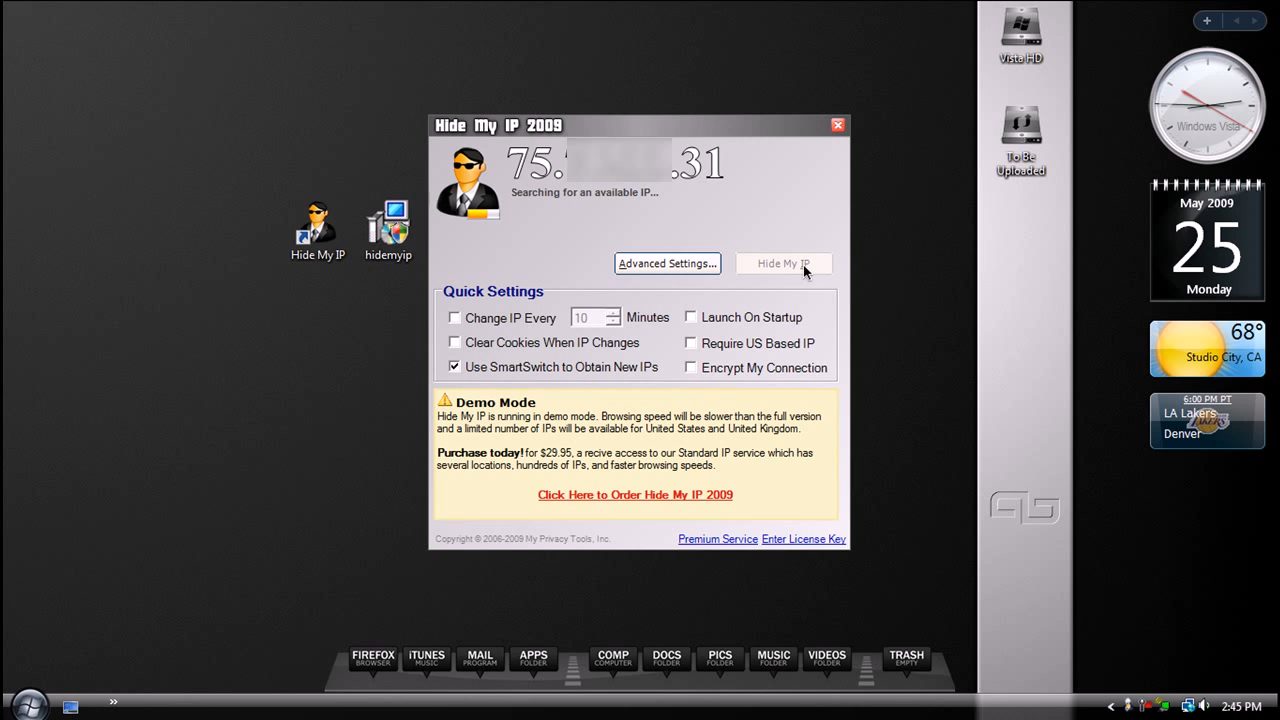 Vista HD
To Be
Uploaded
Hide My IP
hidemyip
Hide My IP 2009
75.
.31
Searching for an available IP...
Advanced Settings...
Hide My IP
Quick Settings
Change IP Every 10 Minutes
Launch On Startup
Clear Cookies When IP Changes
Require US Based IP
Use SmartSwitch to Obtain New IPs
Encrypt My Connection
Demo Mode
Hide My IP is running in demo mode. Browsing speed will be slower than the full version
and a limited number of IPs will be available for United States and United Kingdom.
Purchase today! for $29.95, a recive access to our Standard IP service which has
several locations, hundreds of IPs, and faster browsing speeds.
Click Here to Order Hide My IP 2009
Copyright © 2006-2009 My Privacy Tools, Inc.
Premium Service
Enter License Key
Windows Vista
May 2009
25
Monday
68°
Studio City, CA
6:00 PM PT
LA Lakers
Denver
LAKERS
FIREFOX
BROWSER
iTUNES
MUSIC
MAIL
PROGRAM
APPS
FOLDER
COMP
COMPUTER
DOCS
FOLDER
PICS
FOLDER
MUSIC
FOLDER
VIDEOS
FOLDER
TRASH
EMPTY
2:45 PM